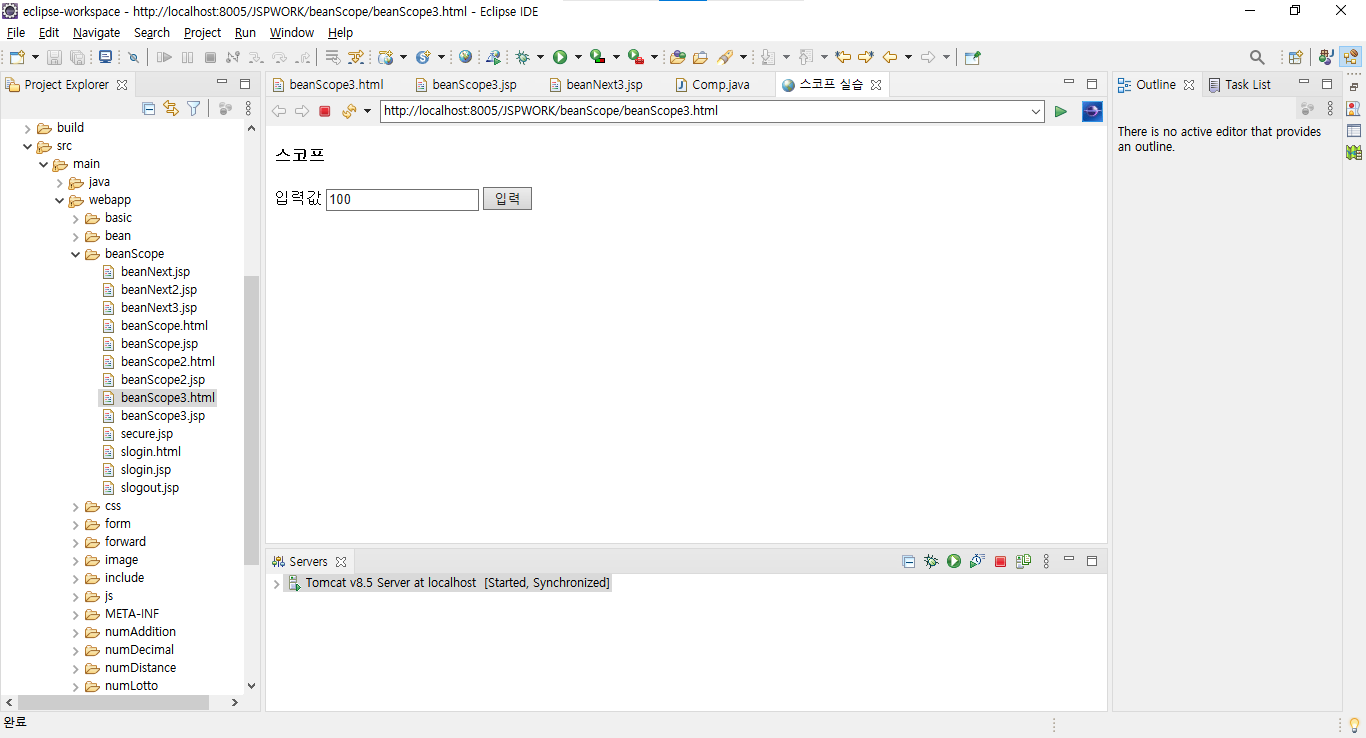 eclipse-workspace - http://localhost:8005/JSPWORK/beanScope/beanScope3.html - Eclipse IDE
File Edit Navigate Search Project Run Window Help
Project Explorer
build
src
main
java
webapp
basic
bean
beanScope
beanNext.jsp
beanNext2.jsp
beanNext3.jsp
beanScope.html
beanScope.jsp
beanScope2.html
beanScope2.jsp
beanScope3.html
beanScope3.jsp
secure.jsp
slogin.html
slogin.jsp
slogout.jsp
css
form
forward
image
include
js
META-INF
numAddition
numDecimal
numDistance
numLotto
beanScope3.html beanScope3.jsp beanNext3.jsp Comp.java 스코프 실습
http://localhost:8005/JSPWORK/beanScope/beanScope3.html
스코프
입력값 100 입력
Servers
Tomcat v8.5 Server at localhost [Started, Synchronized]
Outline Task List
There is no active editor that provides
an outline.
완료